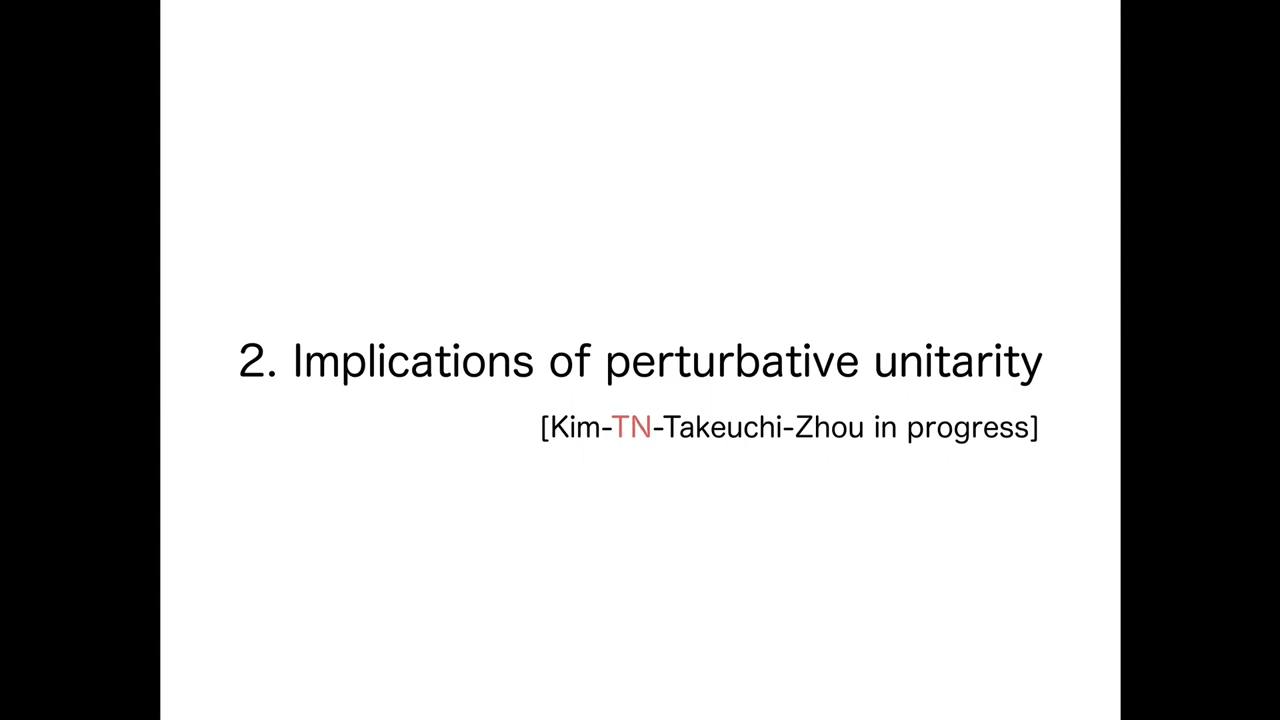 2. Implications of perturbative unitarity
[Kim-TN-Takeuchi-Zhou in progress]